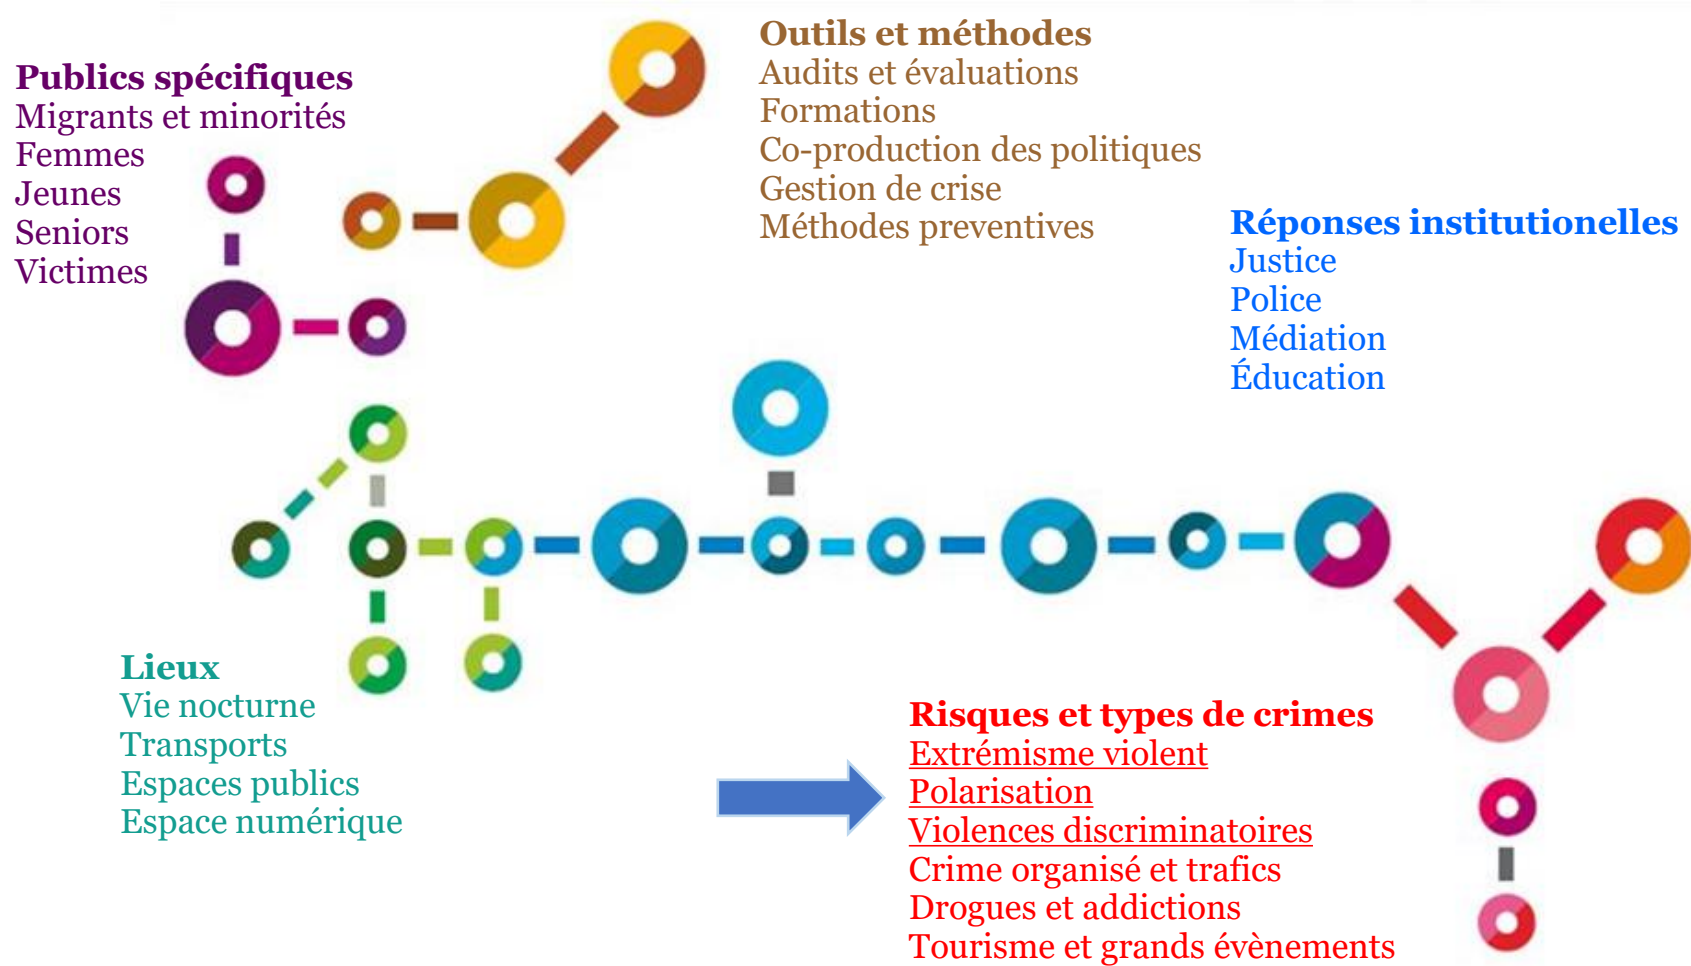 Publics spécifiques
Migrants et minorités
Femmes
Jeunes
Seniors
Victimes
Outils et méthodes
Audits et évaluations
Formations
Co-production des politiques
Gestion de crise
Méthodes preventives
Réponses institutionelles
Justice
Police
Médiation
Éducation
Lieux
Vie nocturne
Transports
Espaces publics
Espace numérique
Risques et types de crimes
Extrémisme violent
Polarisation
Violences discriminatoires
Crime organisé et trafics
Drogues et addictions
Tourisme et grands évènements